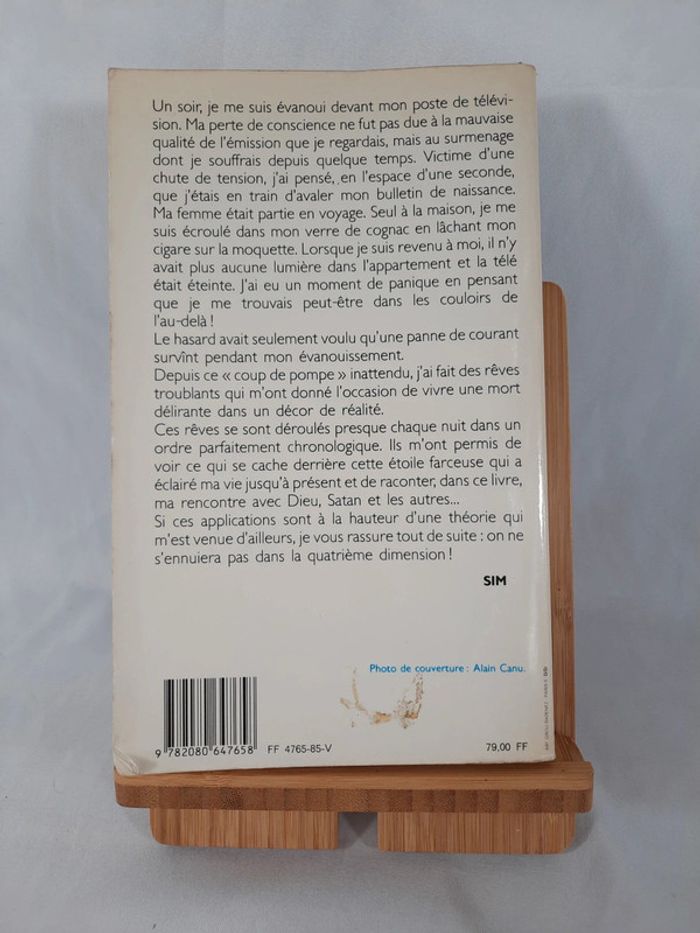 Un soir, je me suis évanoui devant mon poste de télévi-
sion. Ma perte de conscience ne fut pas due à la mauvaise
qualité de l'émission que je regardais, mais au surmenage
dont je souffrais depuis quelque temps. Victime d'une
chute de tension, j'ai pensé, en l'espace d'une seconde,
que j'étais en train d'avaler mon bulletin de naissance.
Ma femme était partie en voyage. Seul à la maison, je me
suis écroulé dans mon verre de cognac en lâchant mon
cigare sur la moquette. Lorsque je suis revenu à moi, il n'y
avait plus aucune lumière dans l'appartement et la télé
était éteinte. J'ai eu un moment de panique en pensant
que je me trouvais peut-être dans les couloirs de
l'au-delà !
Le hasard avait seulement voulu qu'une panne de courant
survînt pendant mon évanouissement.
Depuis ce « coup de pompe » inattendu, j'ai fait des rêves
troublants qui m'ont donné l'occasion de vivre une mort
délirante dans un décor de réalité.
Ces rêves se sont déroulés presque chaque nuit dans un
ordre parfaitement chronologique. Ils m'ont permis de
voir ce qui se cache derrière cette étoile farceuse qui a
éclairé ma vie jusqu'à présent et de raconter, dans ce livre,
ma rencontre avec Dieu, Satan et les autres...
Si ces applications sont à la hauteur d'une théorie qui
m'est venue d'ailleurs, je vous rassure tout de suite : on ne
s'ennuiera pas dans la quatrième dimension !
SIM
Photo de couverture : Alain Canu.
9 782080 647658
FF 4765-85-V
79,00 FF